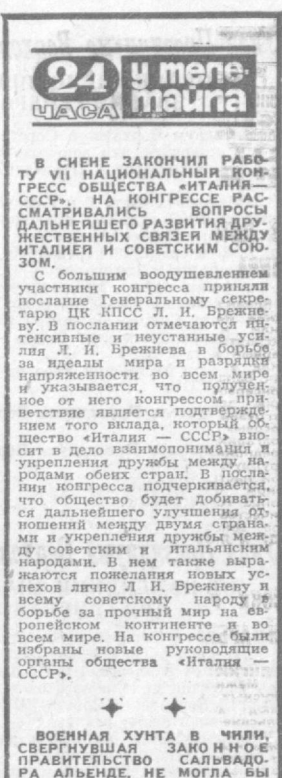 24
ЧАСА
у теле-
тайпа
В СИЕНЕ ЗАКОНЧИЛ РАБО-
ТУ VII НАЦИОНАЛЬНЫЙ КОН-
ГРЕСС ОБЩЕСТВА «ИТАЛИЯ—
СССР». НА КОНГРЕССЕ РАС-
СМАТРИВАЛИСЬ ВОПРОСЫ
ДАЛЬНЕЙШЕГО РАЗВИТИЯ ДРУ-
ЖЕСТВЕННЫХ СВЯЗЕЙ МЕЖДУ
ИТАЛИЕЙ И СОВЕТСКИМ СОЮ-
ЗОМ.
С большим воодушевлением
участники конгресса приняли
послание Генеральному секре-
тарю ЦК КПСС Л. И. Брежне-
ву. В послании отмечаются ин-
тенсивные и неустанные уси-
лия Л. И. Брежнева в борьбе
за идеалы мира и разрядки
напряженности во всем мире
и указывается, что получен-
ное от него конгрессом при-
ветствие является подтвержде-
нием того вклада, который об-
щество «Италия — СССР» вно-
сит в дело взаимопонимания и
укрепления дружбы между на-
родами обеих стран. В посла-
нии конгресса подчеркивается,
что общество будет добивать-
ся дальнейшего улучшения от-
ношений между двумя страна-
ми и укрепления дружбы меж-
ду советским и итальянским
народами. В нем также выра-
жаются пожелания новых ус-
пехов лично Л. И. Брежневу и
всему советскому народу в
борьбе за прочный мир на ев-
ропейском континенте и во
всем мире. На конгрессе были
избраны новые руководящие
органы общества «Италия —
СССР».
ВОЕННАЯ ХУНТА В ЧИЛИ,
СВЕРГНУВШАЯ ЗАКОННОЕ
ПРАВИТЕЛЬСТВО САЛЬВАДО-
РА АЛЬЕНДЕ, НЕ МОГЛА БЫ